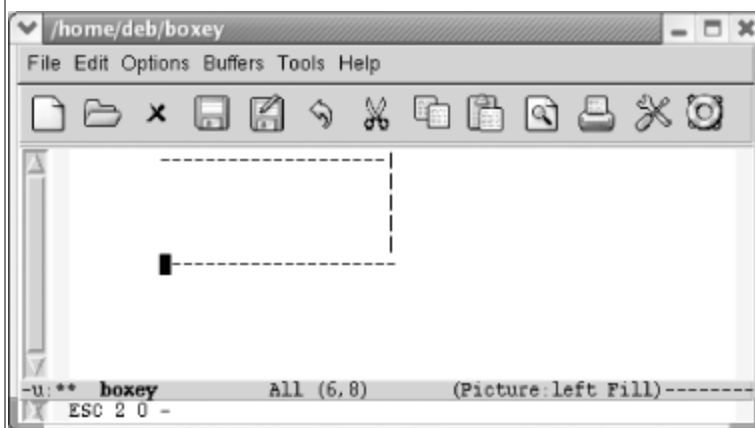 /home/deb/boxey
File Edit Options Buffers Tools Help
--------------------|
|
|
|
---------------------
-u:** boxey All (6,8) (Picture:left Fill)--------
ESC 2 0 -